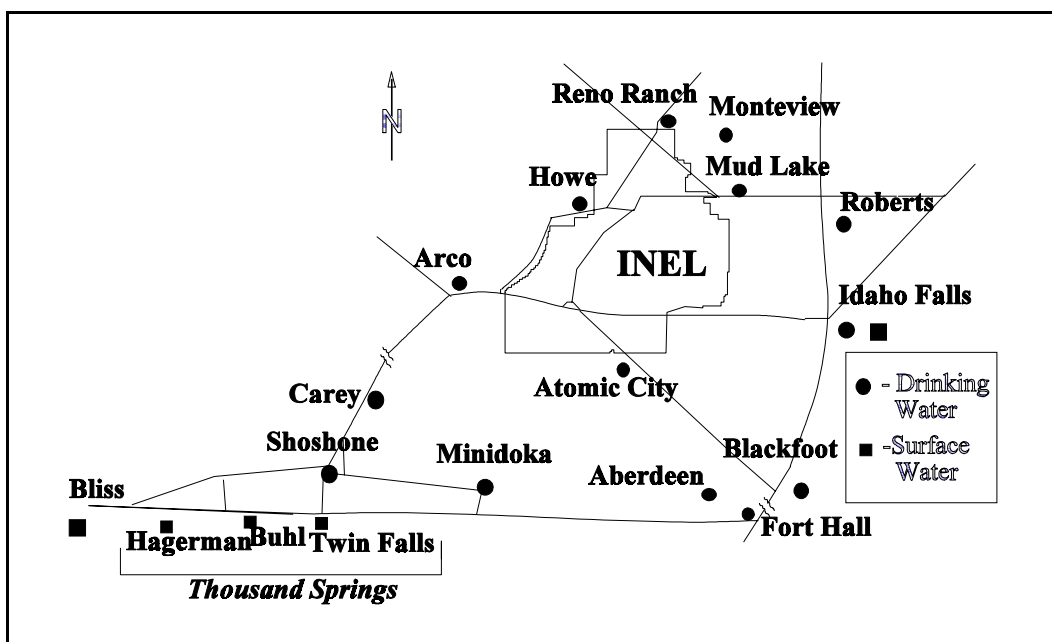 Reno Ranch
Monteview
N
Howe
Mud Lake
Roberts
INEL
Arco
Idaho Falls
Atomic City
Carey
- Drinking
Water
Shoshone
Minidoka
Blackfoot
-Surface
Water
Aberdeen
Bliss
Fort Hall
Hagerman
Buhl
Twin Falls
Thousand Springs